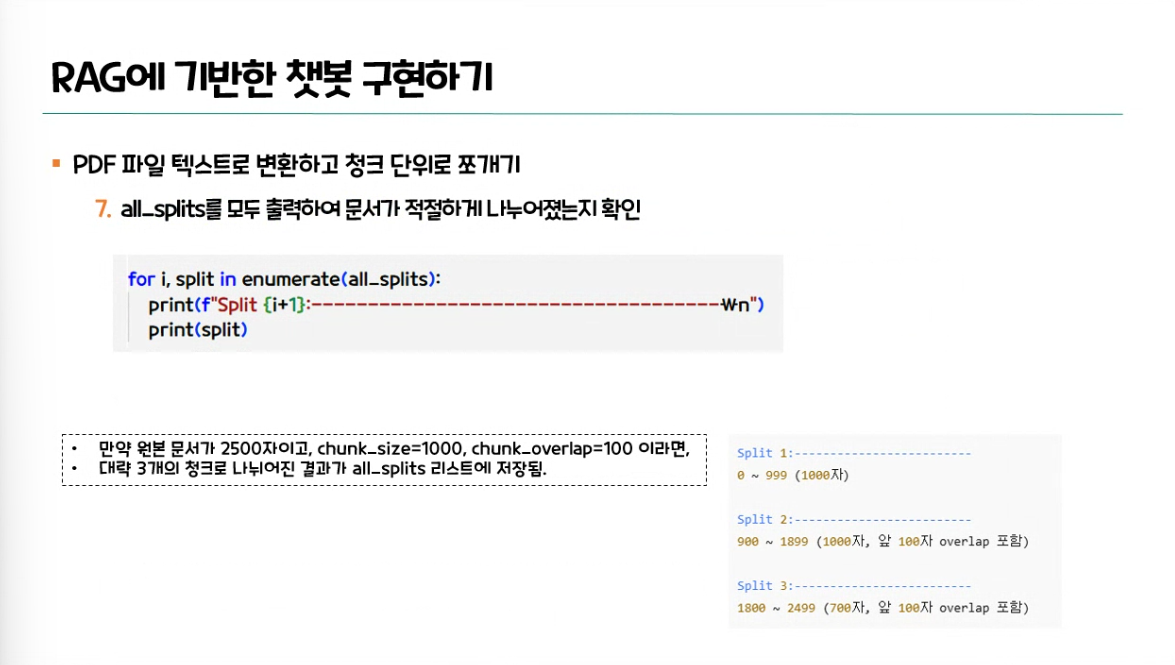 RAG에 기반한 챗봇 구현하기
▪ PDF 파일 텍스트로 변환하고 청크 단위로 쪼개기
7. all_splits를 모두 출력하여 문서가 적절하게 나누어졌는지 확인
for i, split in enumerate(all_splits):
print(f"Split {i+1}:-------------------------------------₩n")
print(split)
• 만약 원본 문서가 2500자이고, chunk_size=1000, chunk_overlap=100 이라면,
• 대략 3개의 청크로 나뉘어진 결과가 all_splits 리스트에 저장됨.
Split 1:------------------------
0 ~ 999 (1000자)
Split 2:------------------------
900 ~ 1899 (1000자, 앞 100자 overlap 포함)
Split 3:------------------------
1800 ~ 2499 (700자, 앞 100자 overlap 포함)